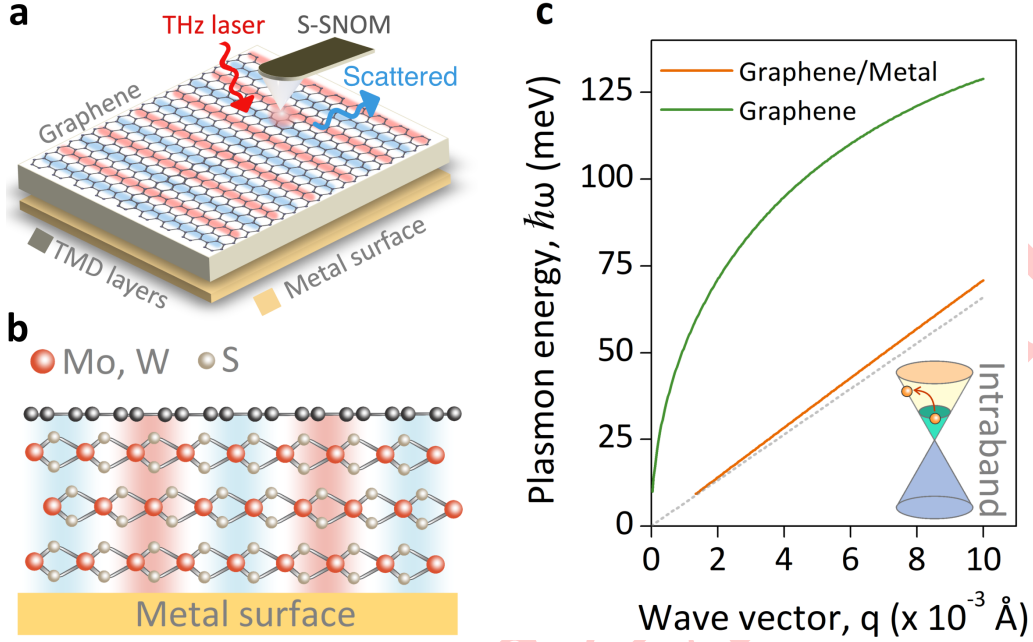 a
THz laser
S-SNOM
Scattered
Graphene
TMD layers
Metal surface
b
Mo, W
S
Metal surface
c
Graphene/Metal
Graphene
Plasmon energy, ℏω (meV)
125
100
75
50
25
0
0 2 4 6 8 10
Wave vector, q (x 10⁻³ Å)
Intraband